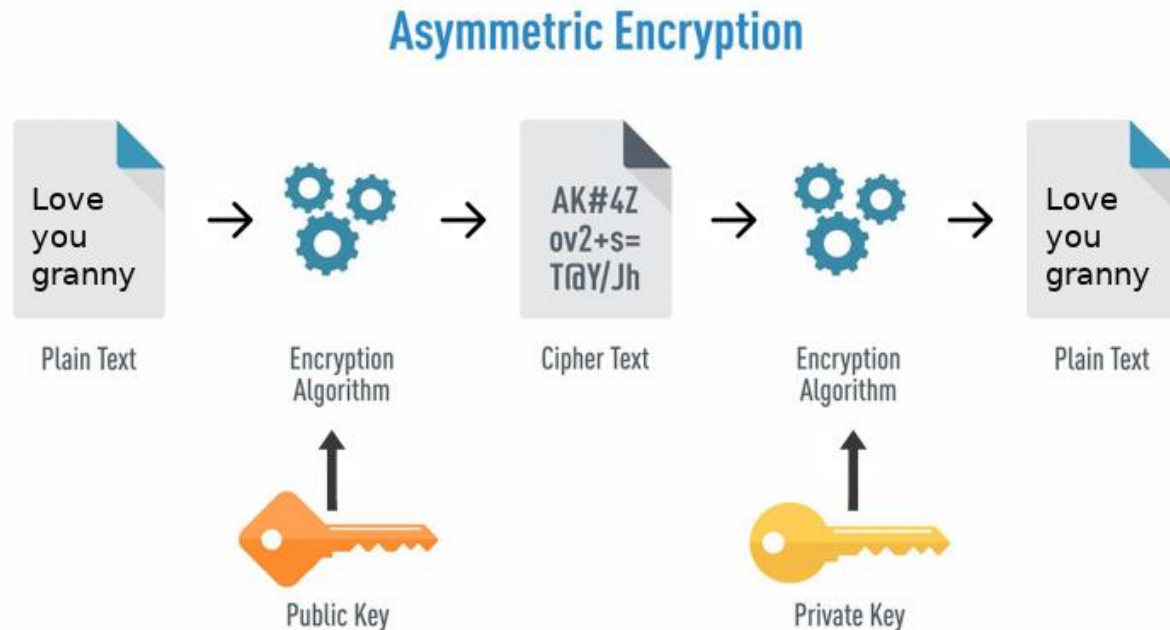 Asymmetric Encryption
Love
you
granny
AK#4Z
ov2+s=
T@Y/Jh
Love
you
granny
Plain Text
Encryption
Algorithm
Cipher Text
Encryption
Algorithm
Plain Text
Public Key
Private Key